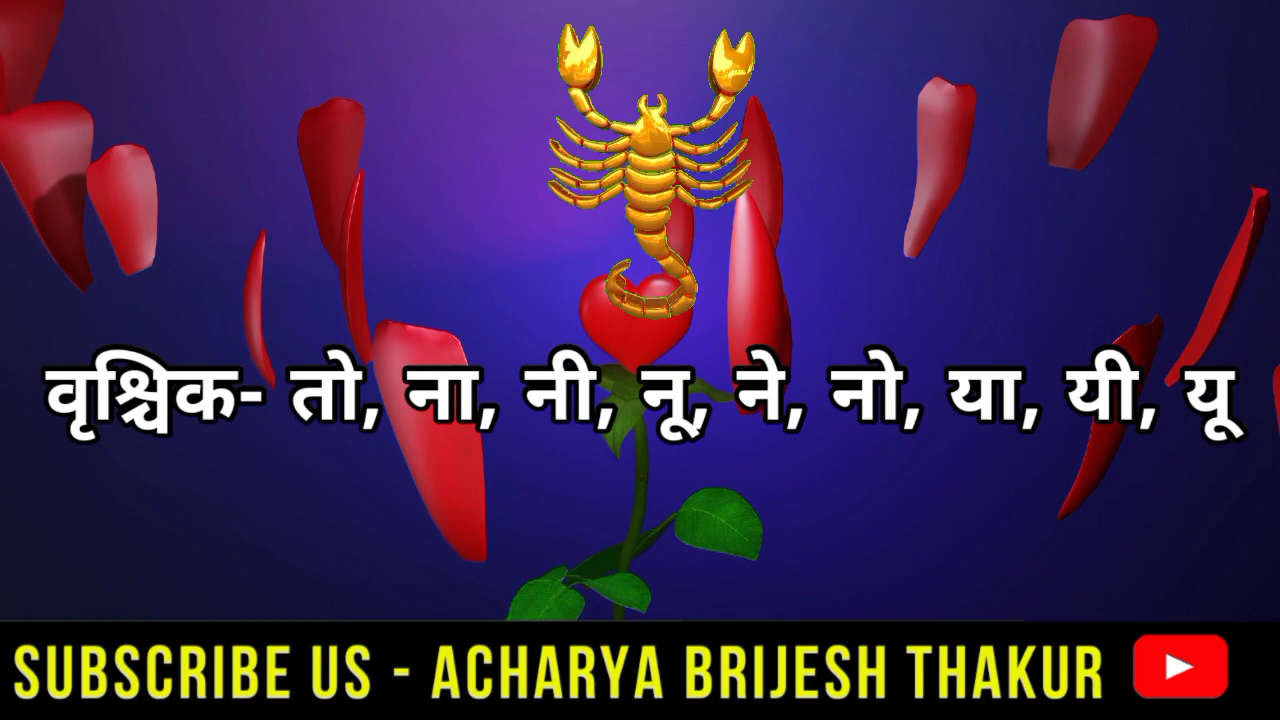 वृश्चिक- तो, ना, नी, नू, ने, नो, या, यी, यू
SUBSCRIBE US - ACHARYA BRIJESH THAKUR